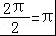 2π/2 = π